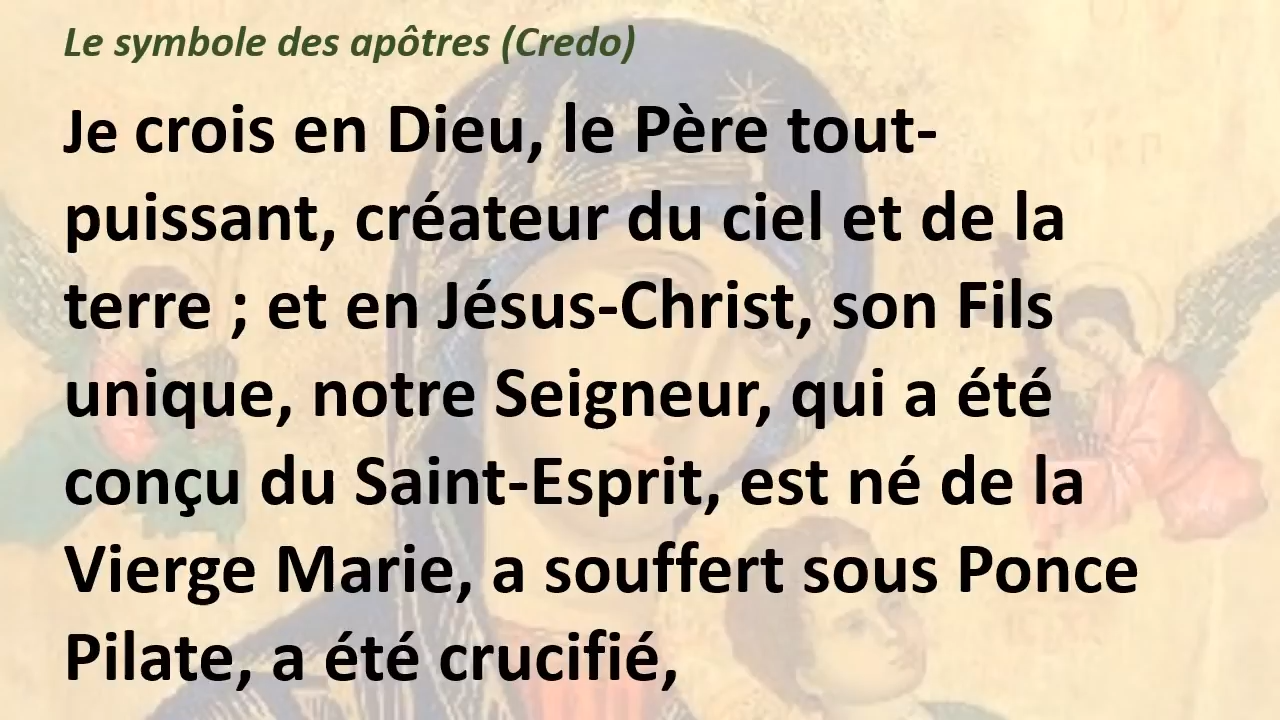 Le symbole des apôtres (Credo)
Je crois en Dieu, le Père tout-
puissant, créateur du ciel et de la
terre ; et en Jésus-Christ, son Fils
unique, notre Seigneur, qui a été
conçu du Saint-Esprit, est né de la
Vierge Marie, a souffert sous Ponce
Pilate, a été crucifié,